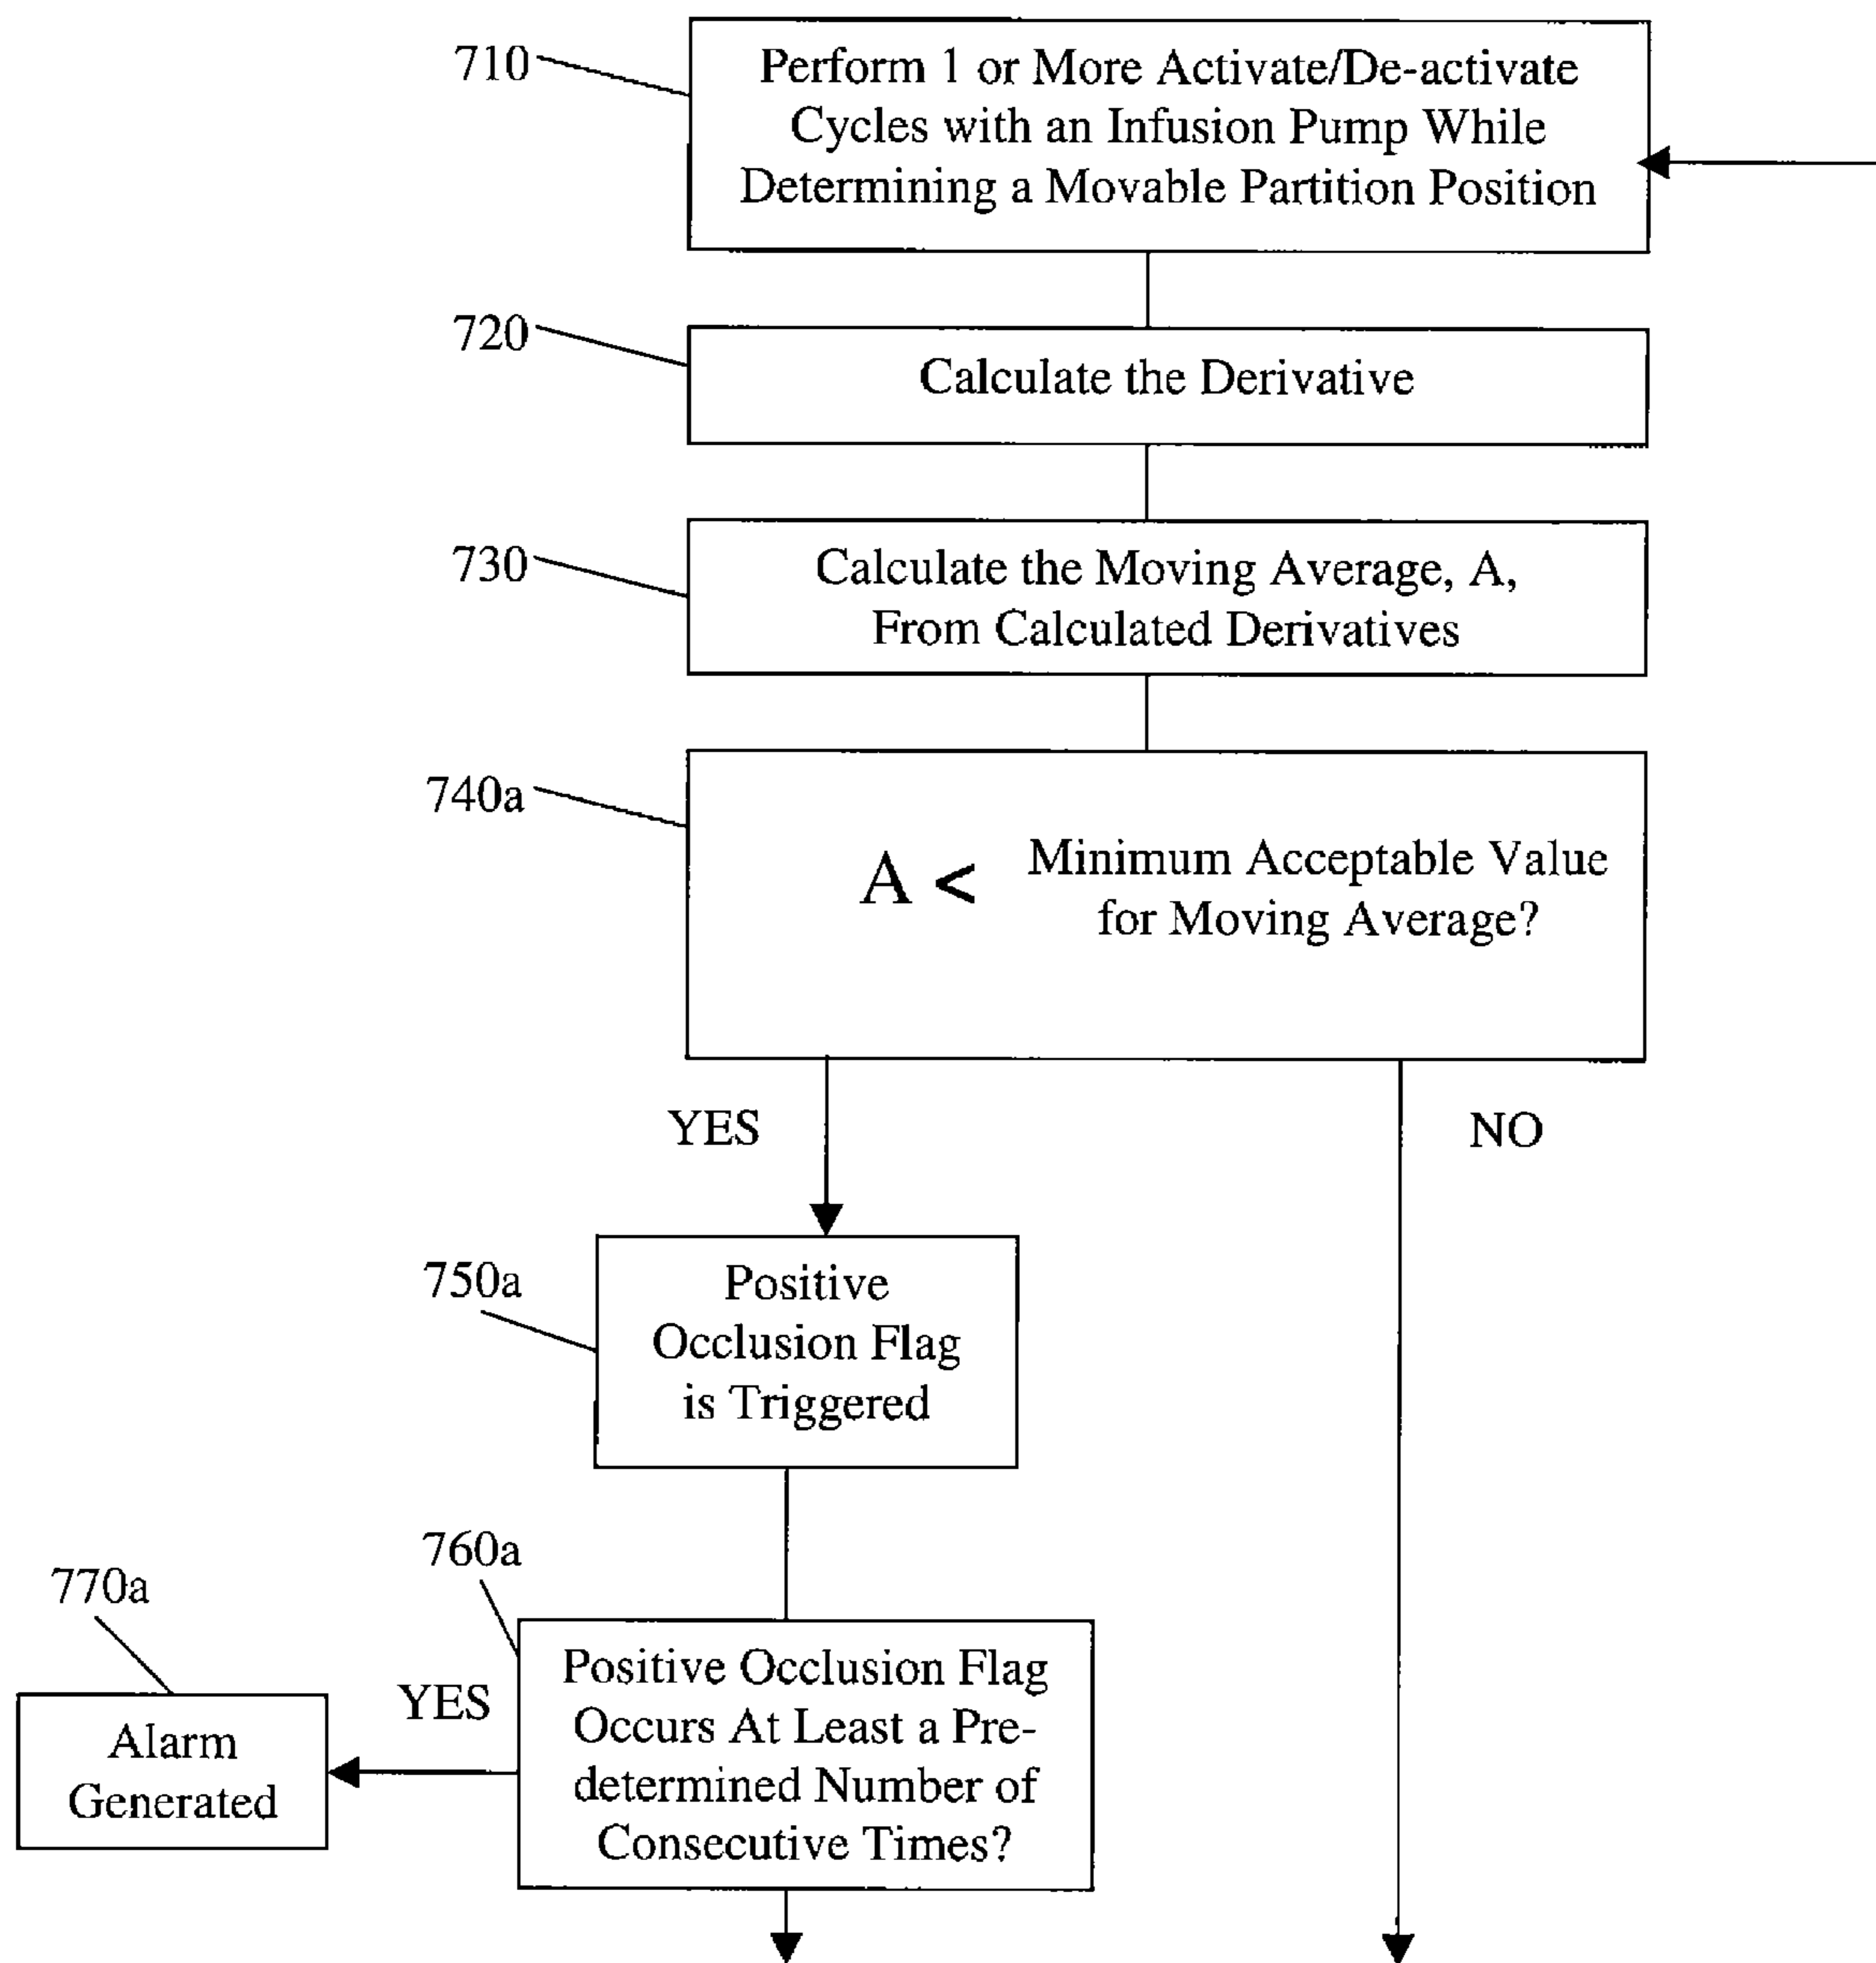 710
Perform 1 or More Activate/De-activate
Cycles with an Infusion Pump While
Determining a Movable Partition Position
720
Calculate the Derivative
730
Calculate the Moving Average, A,
From Calculated Derivatives
740a
A < Minimum Acceptable Value
for Moving Average?
YES
NO
750a
Positive
Occlusion Flag
is Triggered
760a
770a
Positive Occlusion Flag
Occurs At Least a Pre-
determined Number of
Consecutive Times?
YES
Alarm
Generated